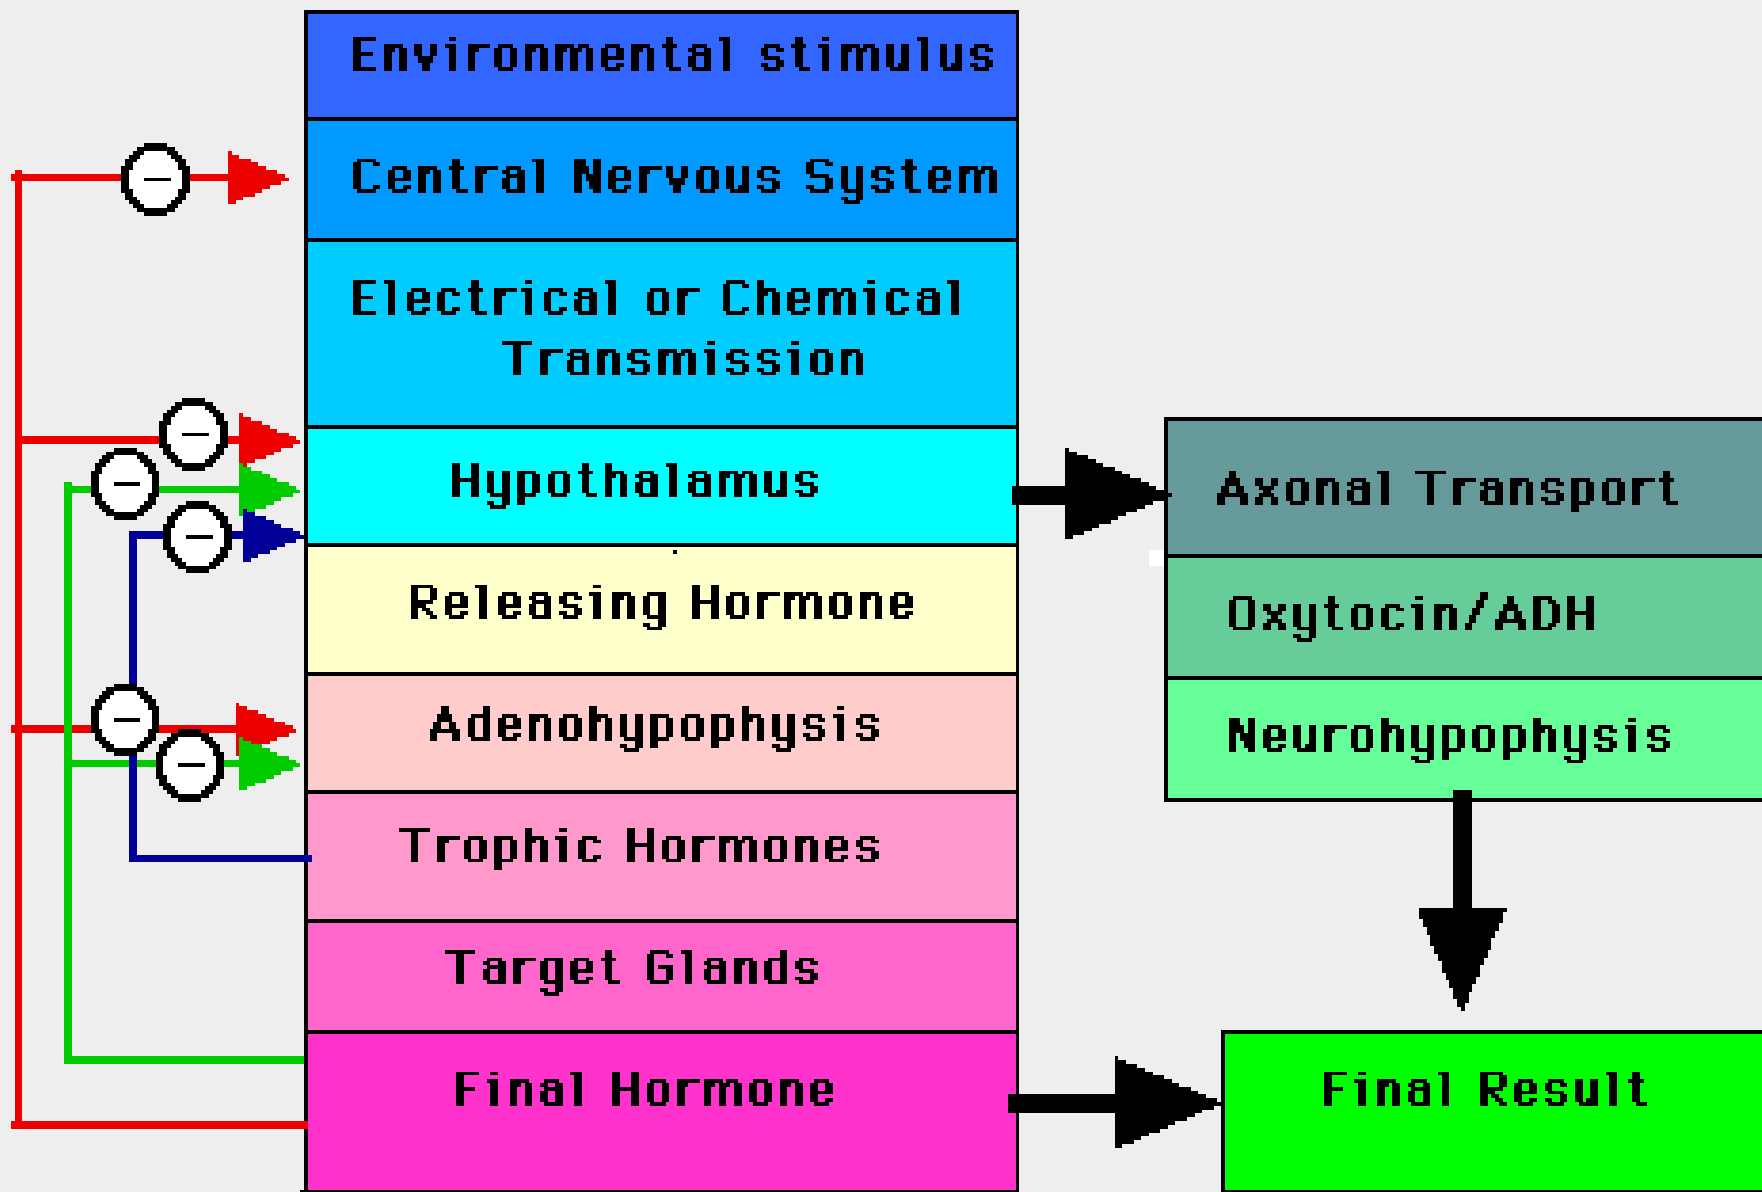 Environmental stimulus
Central Nervous System
Electrical or Chemical
Transmission
Hypothalamus
Releasing Hormone
Adenohypophysis
Trophic Hormones
Target Glands
Final Hormone
Axonal Transport
Oxytocin/ADH
Neurohypophysis
Final Result